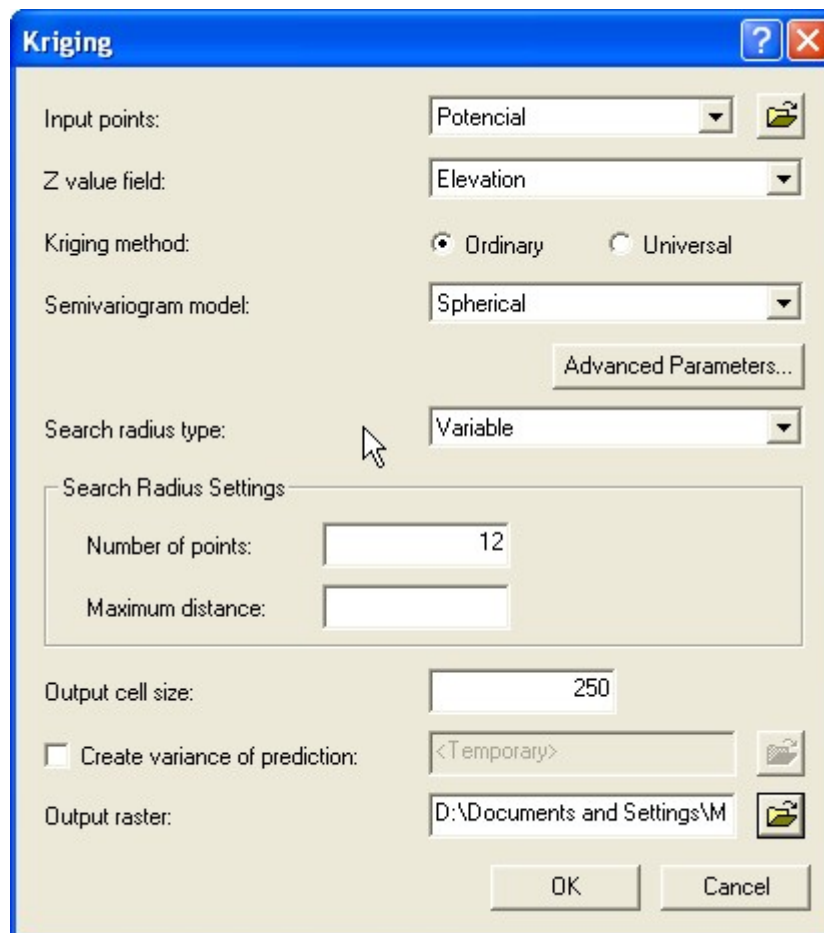 Kriging
Input points: Potencial
Z value field: Elevation
Kriging method: Ordinary Universal
Semivariogram model: Spherical
Advanced Parameters...
Search radius type: Variable
Search Radius Settings
Number of points: 12
Maximum distance:
Output cell size: 250
Create variance of prediction: <Temporary>
Output raster: D:\Documents and Settings\M
OK Cancel